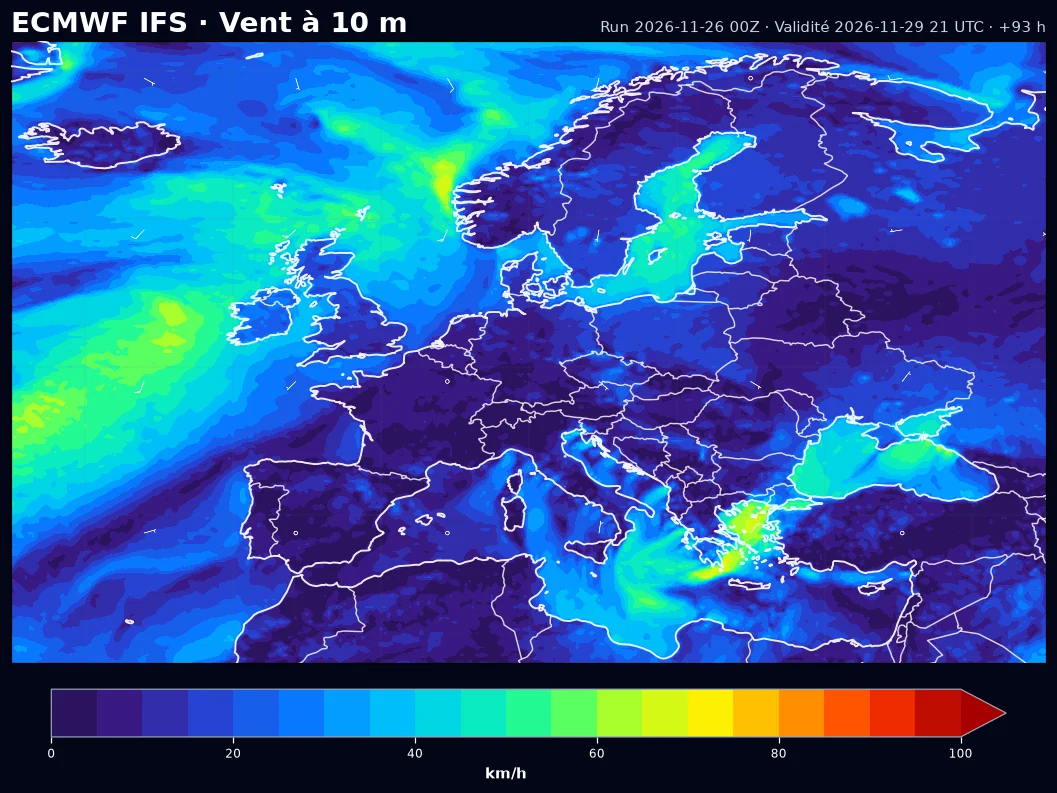 ECMWF IFS · Vent à 10 m
Run 2026-11-26 00Z · Validité 2026-11-29 21 UTC · +93 h
0 20 40 60 80 100
km/h